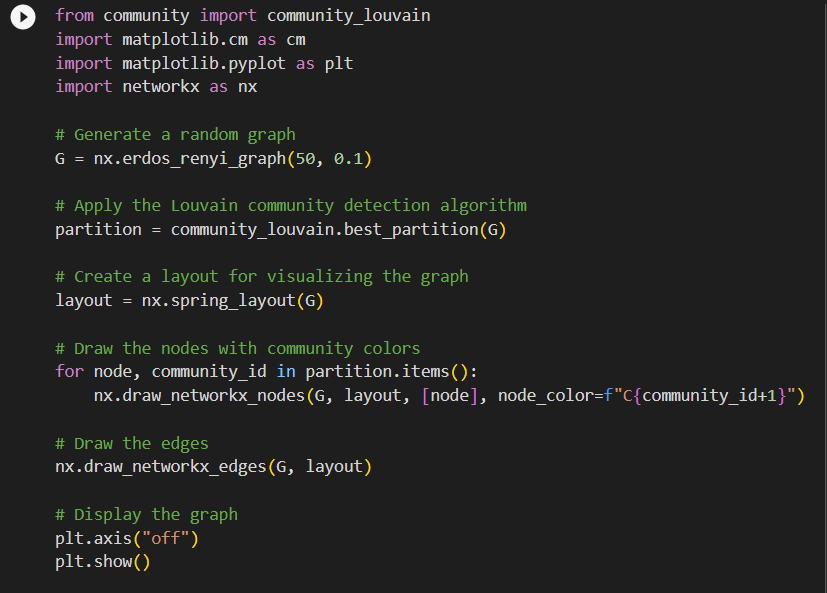 from community import community_louvain
import matplotlib.cm as cm
import matplotlib.pyplot as plt
import networkx as nx
# Generate a random graph
G = nx.erdos_renyi_graph(50, 0.1)
# Apply the Louvain community detection algorithm
partition = community_louvain.best_partition(G)
# Create a layout for visualizing the graph
layout = nx.spring_layout(G)
# Draw the nodes with community colors
for node, community_id in partition.items():
    nx.draw_networkx_nodes(G, layout, [node], node_color=f"C{community_id+1}")
# Draw the edges
nx.draw_networkx_edges(G, layout)
# Display the graph
plt.axis("off")
plt.show()